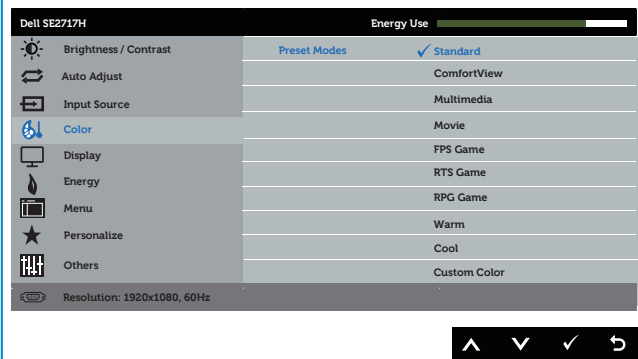 Dell SE2717H Energy Use
Brightness / Contrast Preset Modes Standard
Auto Adjust ComfortView
Input Source Multimedia
Color Movie
Display FPS Game
Energy RTS Game
Menu RPG Game
Personalize Warm
Others Cool
Custom Color
Resolution: 1920x1080, 60Hz